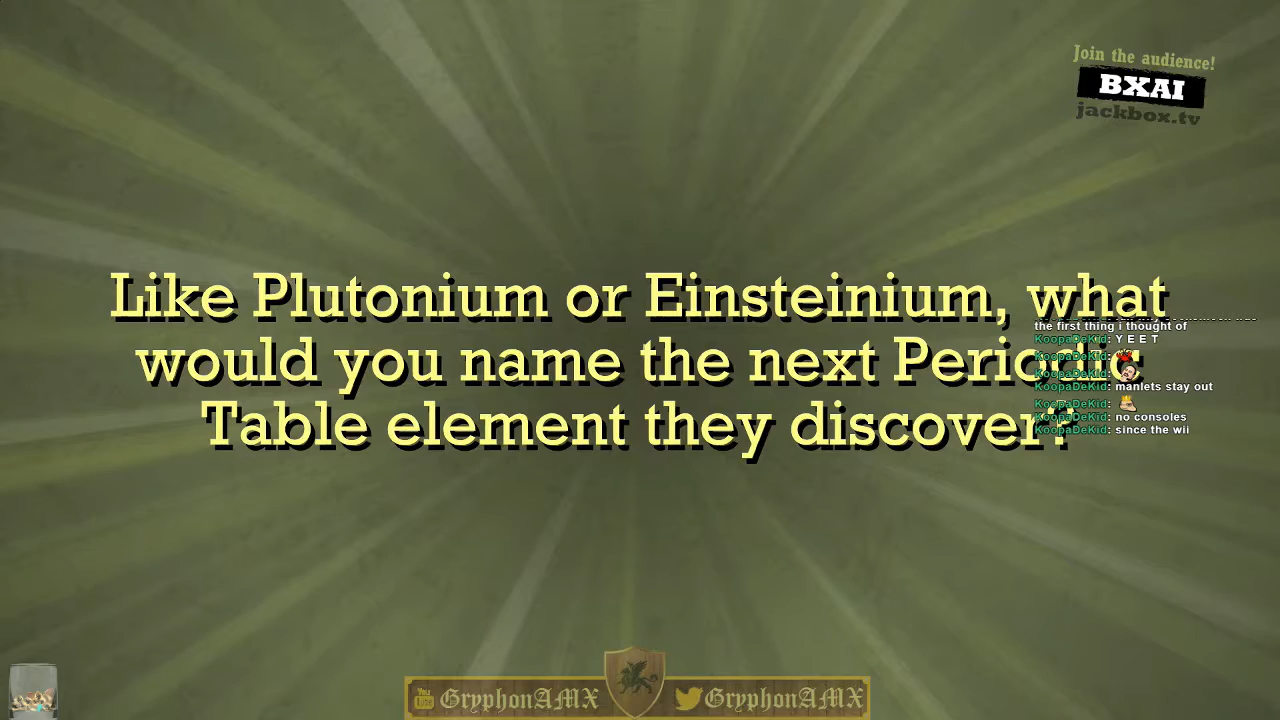 Join the audience!
BXAI
jackbox.tv
Like Plutonium or Einsteinium, what
would you name the next
Table element they discover?
the first thing i thought of
KoopaDeKid: Y E E T
KoopaDeKid:
KoopaDeKid:
KoopaDeKid: manlets stay out
KoopaDeKid:
KoopaDeKid: no consoles
KoopaDeKid: since the wii
You
GryphonAMX
GryphonAMX